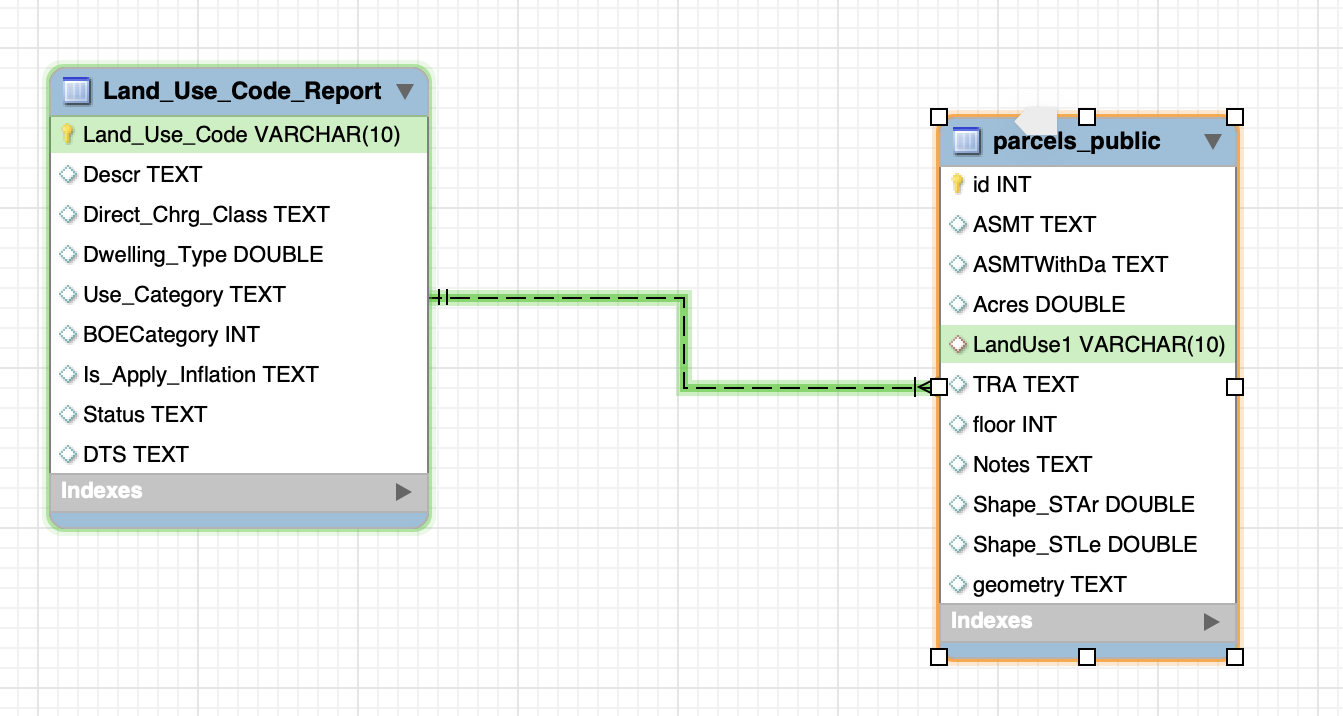 Land_Use_Code_Report
Land_Use_Code VARCHAR(10)
Descr TEXT
Direct_Chrg_Class TEXT
Dwelling_Type DOUBLE
Use_Category TEXT
BOECategory INT
Is_Apply_Inflation TEXT
Status TEXT
DTS TEXT
Indexes
parcels_public
id INT
ASMT TEXT
ASMTWithDa TEXT
Acres DOUBLE
LandUse1 VARCHAR(10)
TRA TEXT
floor INT
Notes TEXT
Shape_STAr DOUBLE
Shape_STLe DOUBLE
geometry TEXT
Indexes